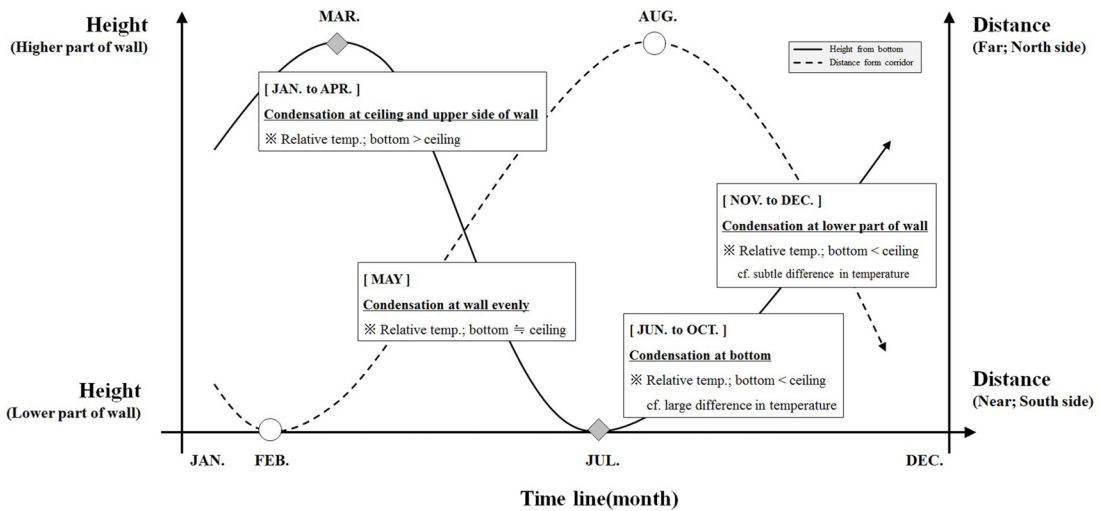 MAR.
AUG.
Height
(Higher part of wall)
Distance
(Far; North side)
Height from bottom
Distance form corridor
[ JAN. to APR. ]
Condensation at ceiling and upper side of wall
※ Relative temp.; bottom > ceiling
[ NOV. to DEC. ]
Condensation at lower part of wall
※ Relative temp.; bottom < ceiling
cf. subtle difference in temperature
[ MAY ]
Condensation at wall evenly
※ Relative temp.; bottom ≒ ceiling
[ JUN. to OCT. ]
Condensation at bottom
※ Relative temp.; bottom < ceiling
cf. large difference in temperature
Height
(Lower part of wall)
Distance
(Near; South side)
JAN.
FEB.
JUL.
DEC.
Time line(month)